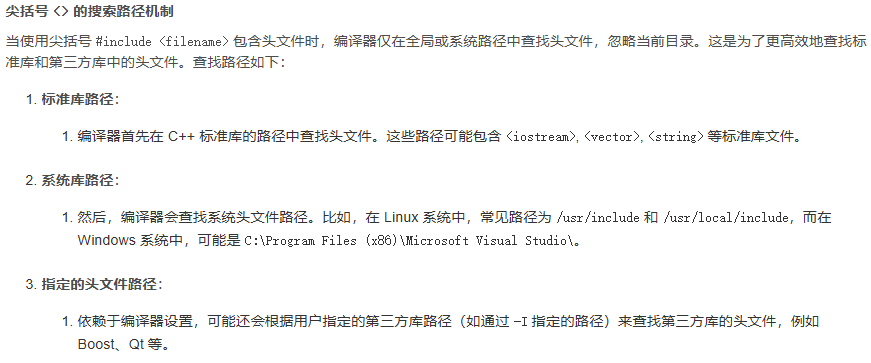 尖括号 <> 的搜索路径机制
当使用尖括号 #include <filename> 包含头文件时，编译器仅在全局或系统路径中查找头文件，忽略当前目录。这是为了更高效地查找标
准库和第三方库中的头文件。查找路径如下：
1. 标准库路径：
1. 编译器首先在 C++ 标准库的路径中查找头文件。这些路径可能包含 <iostream>, <vector>, <string> 等标准库文件。
2. 系统库路径：
1. 然后，编译器会查找系统头文件路径。比如，在 Linux 系统中，常见路径为 /usr/include 和 /usr/local/include，而在
Windows 系统中，可能是 C:\Program Files (x86)\Microsoft Visual Studio\。
3. 指定的头文件路径：
1. 依赖于编译器设置，可能还会根据用户指定的第三方库路径（如通过 -I 指定的路径）来查找第三方库的头文件，例如
Boost、Qt 等。